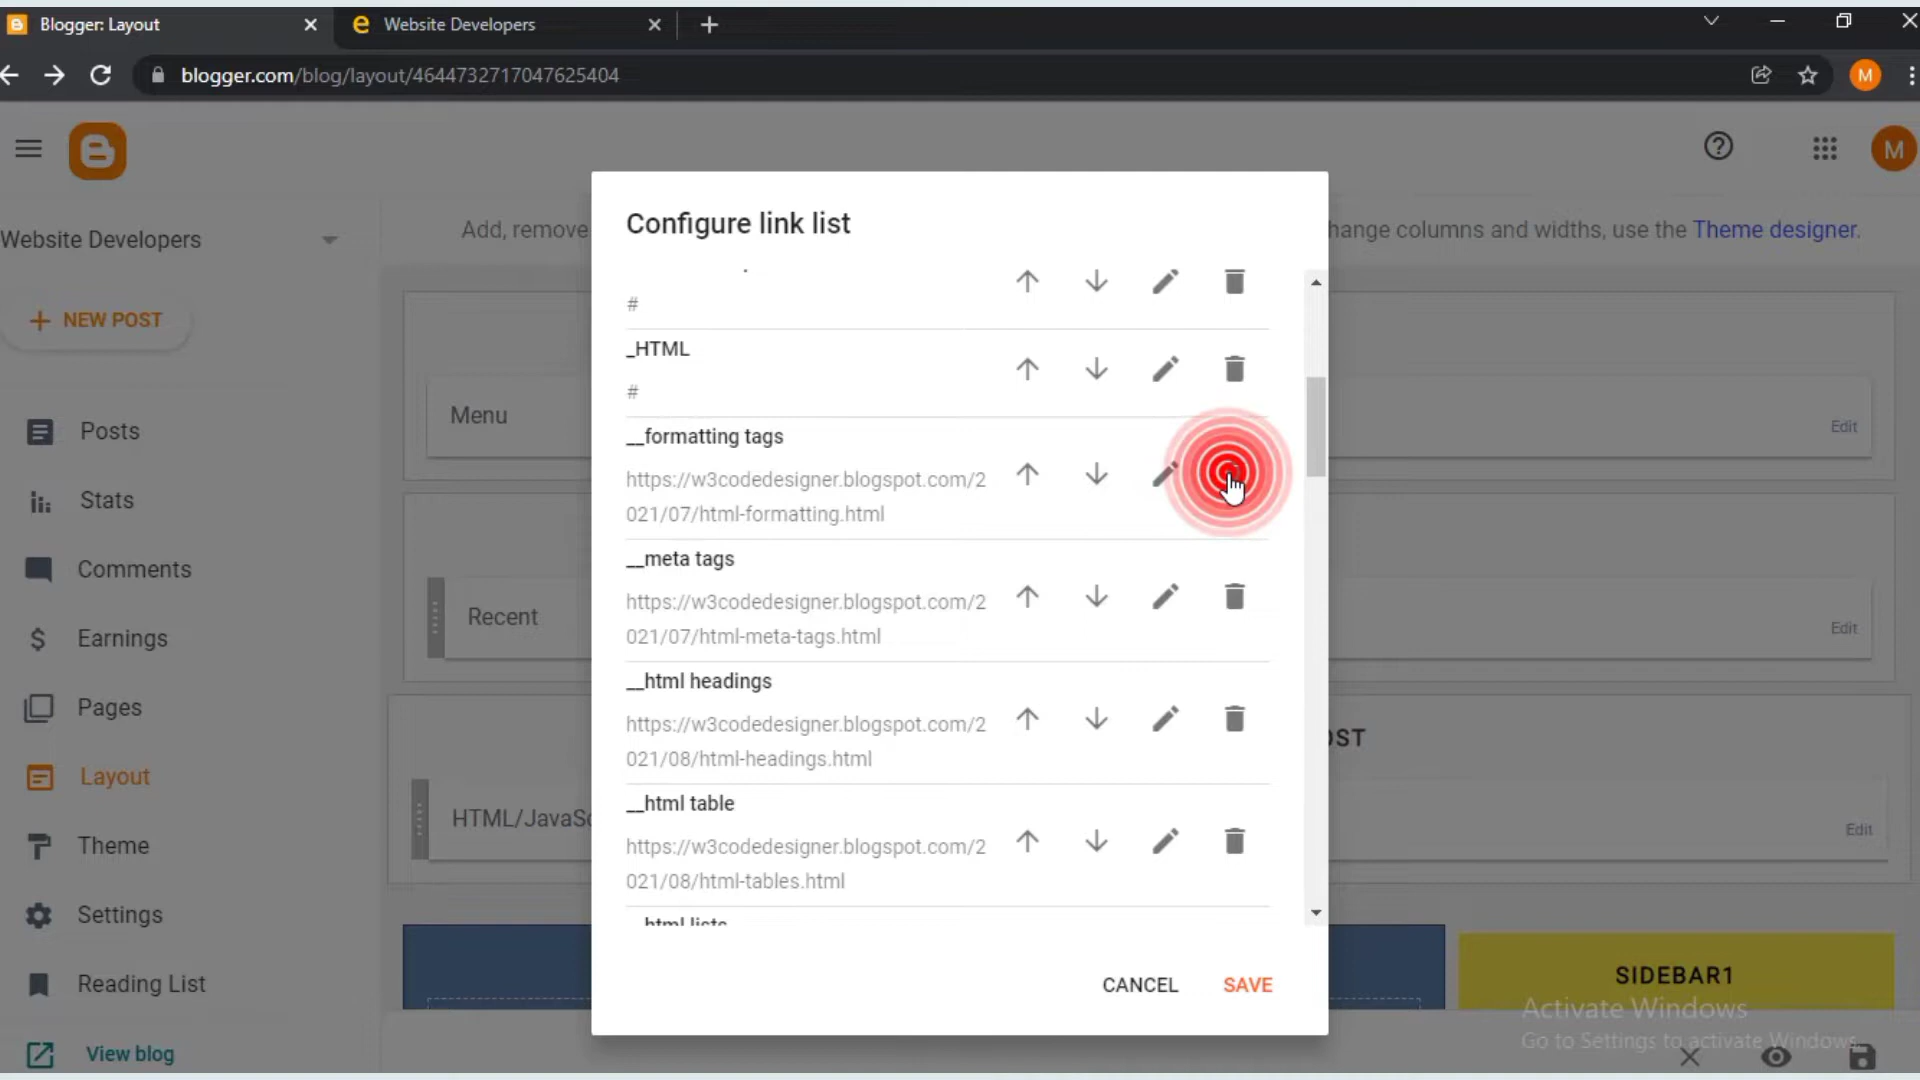 Blogger: Layout
Website Developers
blogger.com/blog/layout/4644732717047625404
M
M
Website Developers
Add, remove
hange columns and widths, use the Theme designer.
NEW POST
Posts
Stats
Comments
Earnings
Pages
Layout
Theme
Settings
Reading List
View blog
Menu
Edit
Recent
Edit
HTML/JavaSc
OST
Edit
SIDEBAR1
Configure link list
#
_HTML
#
__formatting tags
https://w3codedesigner.blogspot.com/2
021/07/html-formatting.html
__meta tags
https://w3codedesigner.blogspot.com/2
021/07/html-meta-tags.html
__html headings
https://w3codedesigner.blogspot.com/2
021/08/html-headings.html
__html table
https://w3codedesigner.blogspot.com/2
021/08/html-tables.html
__html lists
CANCEL
SAVE
Activate Windows
Go to Settings to activate Windows.